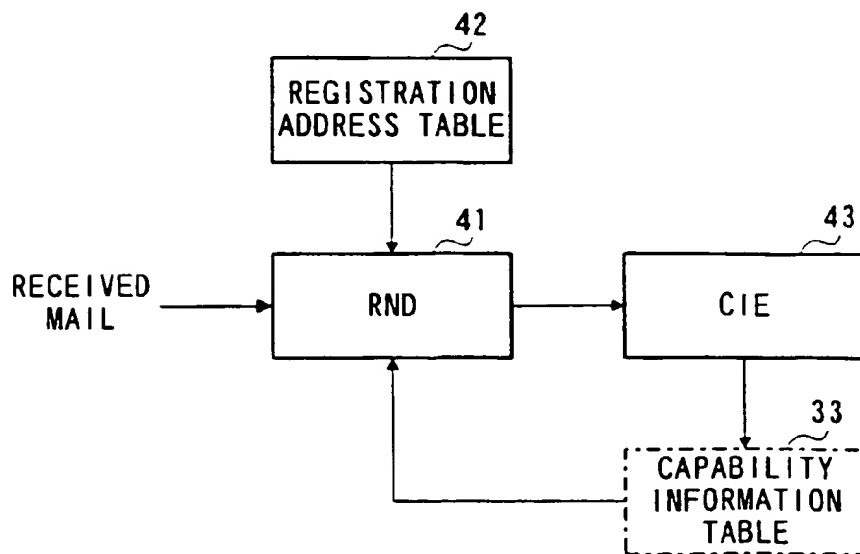 42
REGISTRATION
ADDRESS TABLE
41
43
RECEIVED
MAIL
RND
CIE
33
CAPABILITY
INFORMATION
TABLE